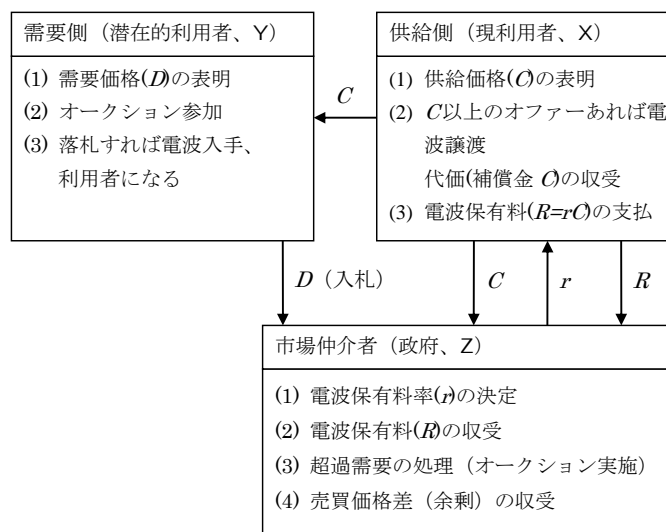 需要側（潜在的利用者、Y）
(1) 需要価格(D)の表明
(2) オークション参加
(3) 落札すれば電波入手、
利用者になる
C
供給側（現利用者、X）
(1) 供給価格(C)の表明
(2) C以上のオファーあれば電
波譲渡
代価(補償金 C)の収受
(3) 電波保有料(R=rC)の支払
D（入札）
C
r
R
市場仲介者（政府、Z）
(1) 電波保有料率(r)の決定
(2) 電波保有料(R)の収受
(3) 超過需要の処理（オークション実施）
(4) 売買価格差（余剰）の収受